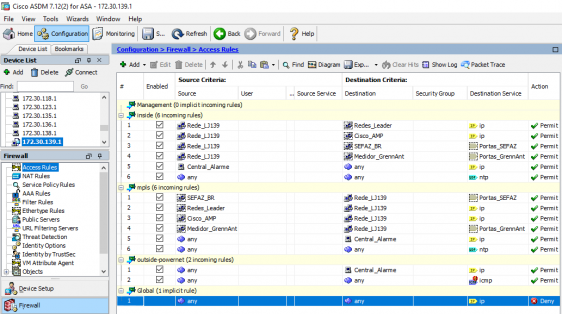 Cisco ASDM 7.12(2) for ASA - 172.30.139.1
File View Tools Wizards Window Help
Home Configuration Monitoring S... Refresh Back Forward Help
Device List Bookmarks
Configuration > Firewall > Access Rules
Device List
Add Delete Connect
Find: Go
172.30.118.1
172.30.123.1
172.30.135.1
172.30.136.1
172.30.138.1
172.30.139.1
Firewall
Access Rules
NAT Rules
Service Policy Rules
AAA Rules
Filter Rules
Ethertype Rules
Public Servers
URL Filtering Servers
Threat Detection
Identity Options
Identity by TrustSec
VM Attribute Agent
Objects
Device Setup
Firewall
Add Edit Delete Find Diagram Exp... Clear Hits Show Log Packet Trace
# Enabled Source Criteria: Destination Criteria: Action
Source User ... Source Service Destination Security Group Service
Management (0 implicit incoming rules)
inside (6 incoming rules)
1 Rede_LJ139 Redes_Leader ip Permit
2 Rede_LJ139 Cisco_AMP ip Permit
3 Rede_LJ139 SEFAZ_BR Portas_SEFAZ Permit
4 Rede_LJ139 Medidor_GrennAnt Portas_GrennAnt Permit
5 Central_Alarme any ip Permit
6 any any ntp Permit
mpls (6 incoming rules)
1 SEFAZ_BR Rede_LJ139 Portas_SEFAZ Permit
2 Redes_Leader Rede_LJ139 ip Permit
3 Cisco_AMP Rede_LJ139 ip Permit
4 Medidor_GrennAnt Rede_LJ139 Portas_GrennAnt Permit
5 any Central_Alarme ip Permit
6 any any ntp Permit
outside-powernet (2 incoming rules)
1 any Central_Alarme ip Permit
2 any any icmp Permit
Global (1 implicit rule)
1 any any ip Deny